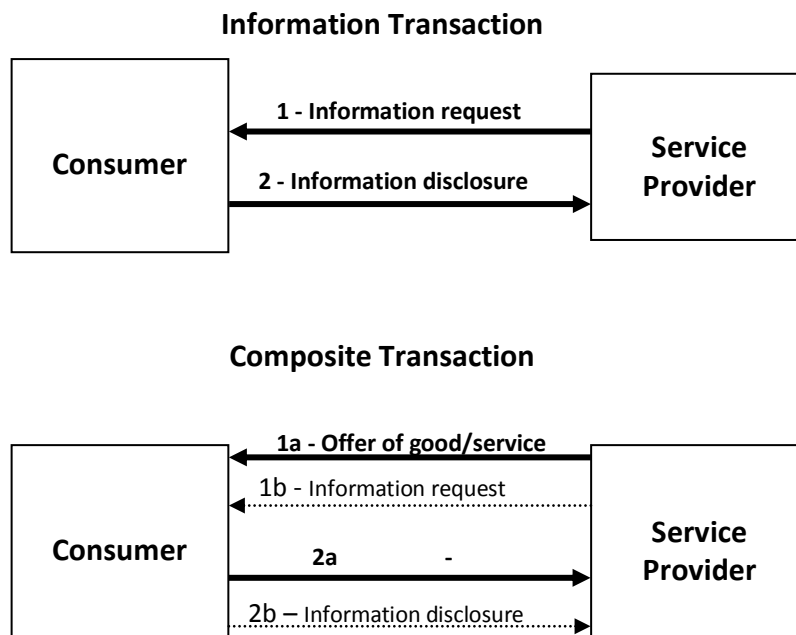 Information Transaction
1 - Information request
Consumer
Service
Provider
2 - Information disclosure
Composite Transaction
1a - Offer of good/service
1b - Information request
Consumer
Service
Provider
2a -
2b – Information disclosure